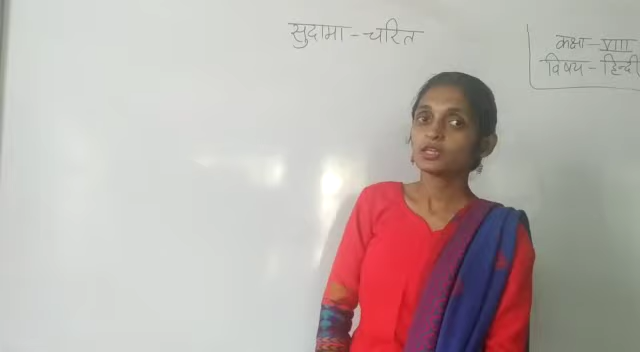 सुदामा - चरित
कक्षा - VIII
विषय - हिन्दी